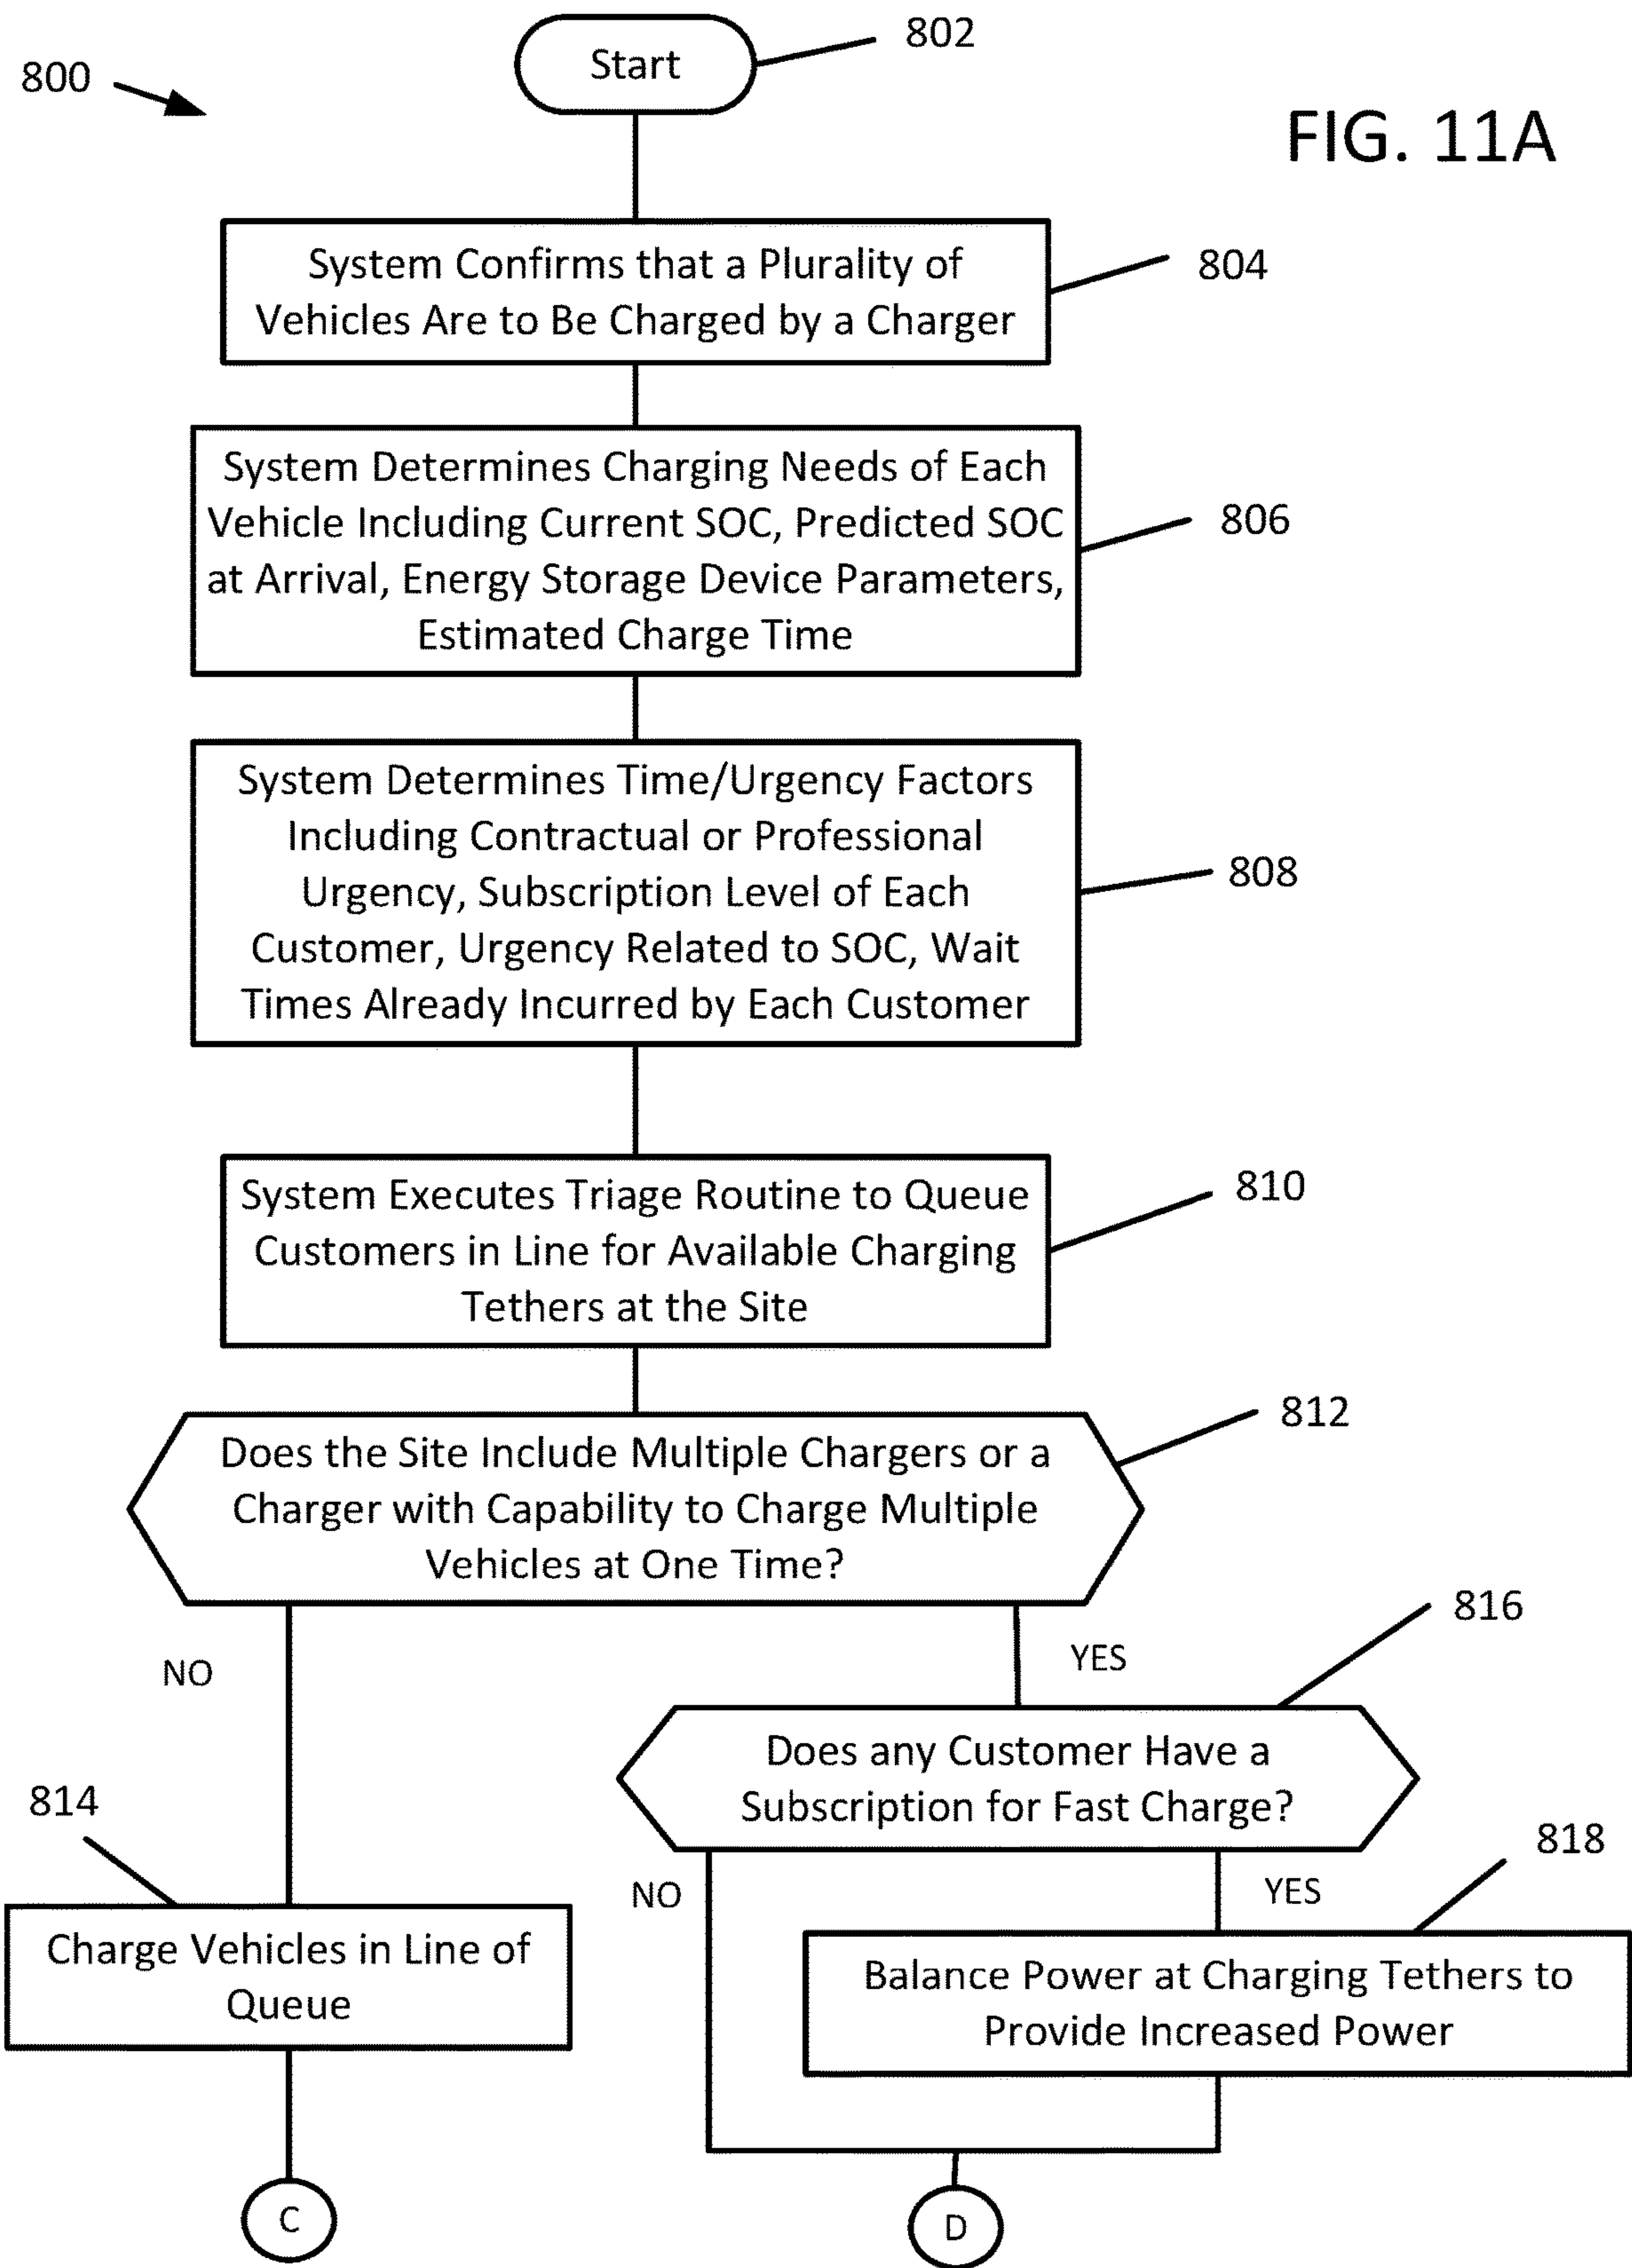 802
Start
800
FIG. 11A
System Confirms that a Plurality of
Vehicles Are to Be Charged by a Charger
804
System Determines Charging Needs of Each
Vehicle Including Current SOC, Predicted SOC
at Arrival, Energy Storage Device Parameters,
Estimated Charge Time
806
System Determines Time/Urgency Factors
Including Contractual or Professional
Urgency, Subscription Level of Each
Customer, Urgency Related to SOC, Wait
Times Already Incurred by Each Customer
808
System Executes Triage Routine to Queue
Customers in Line for Available Charging
Tethers at the Site
810
812
Does the Site Include Multiple Chargers or a
Charger with Capability to Charge Multiple
Vehicles at One Time?
816
NO
YES
Does any Customer Have a
Subscription for Fast Charge?
814
818
NO
YES
Charge Vehicles in Line of
Queue
Balance Power at Charging Tethers to
Provide Increased Power
C
D